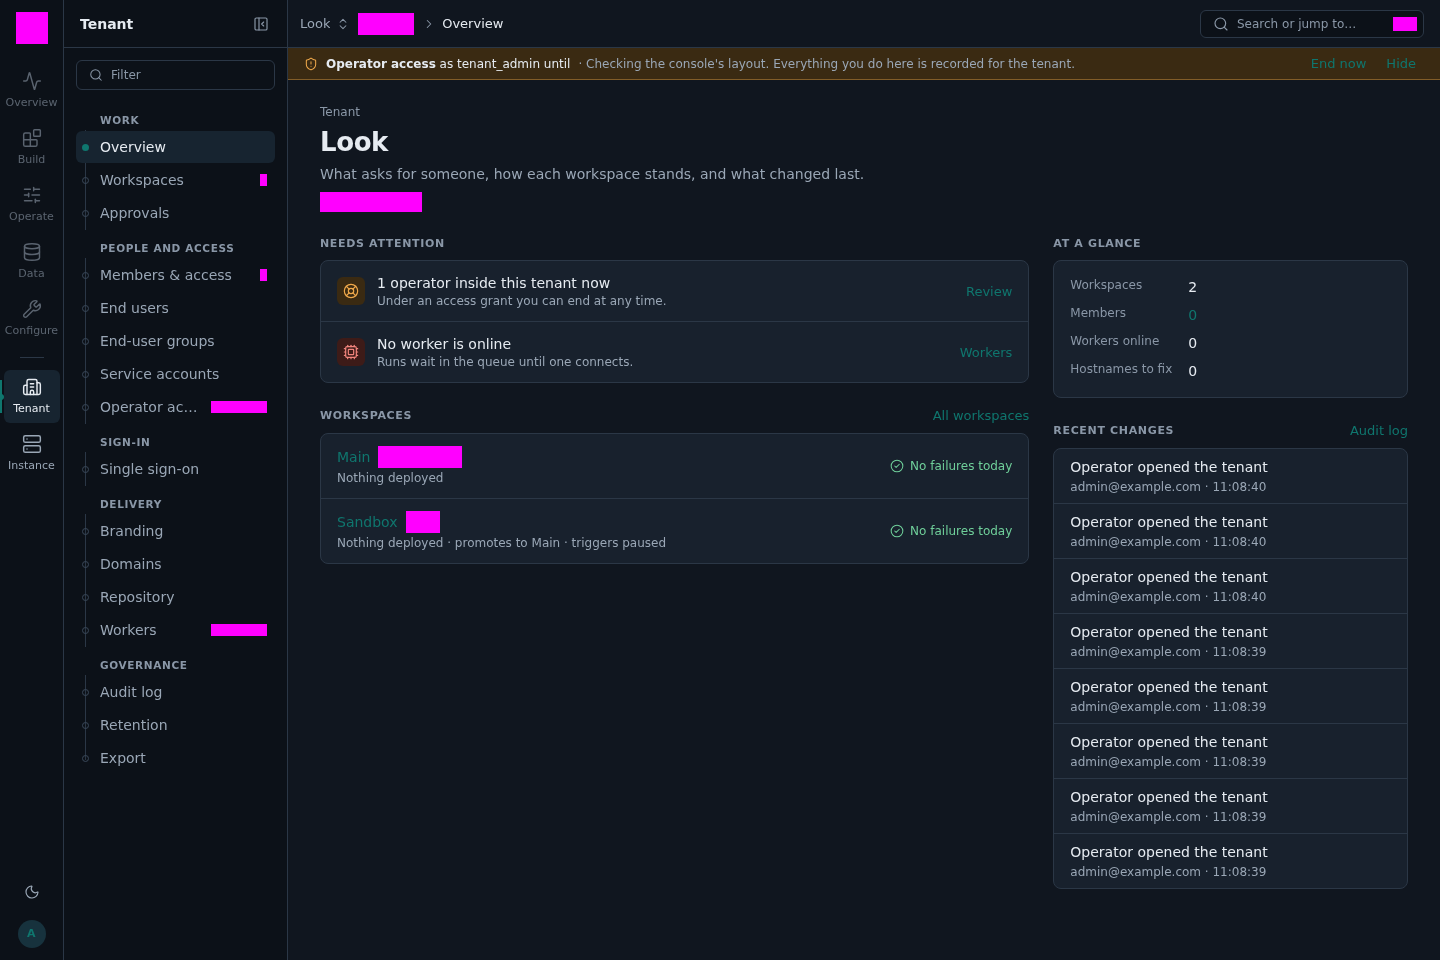 Tenant
Look
Overview
Search or jump to…
Operator access as tenant_admin until · Checking the console's layout. Everything you do here is recorded for the tenant.
End now
Hide
Overview
Build
Operate
Data
Configure
Tenant
Instance
A
Filter
WORK
Overview
Workspaces
Approvals
PEOPLE AND ACCESS
Members & access
End users
End-user groups
Service accounts
Operator ac…
SIGN-IN
Single sign-on
DELIVERY
Branding
Domains
Repository
Workers
GOVERNANCE
Audit log
Retention
Export
Tenant
Look
What asks for someone, how each workspace stands, and what changed last.
NEEDS ATTENTION
1 operator inside this tenant now
Under an access grant you can end at any time.
Review
No worker is online
Runs wait in the queue until one connects.
Workers
WORKSPACES
All workspaces
Main
Nothing deployed
No failures today
Sandbox
Nothing deployed · promotes to Main · triggers paused
No failures today
AT A GLANCE
Workspaces 2
Members 0
Workers online 0
Hostnames to fix 0
RECENT CHANGES
Audit log
Operator opened the tenant
admin@example.com · 11:08:40
Operator opened the tenant
admin@example.com · 11:08:40
Operator opened the tenant
admin@example.com · 11:08:40
Operator opened the tenant
admin@example.com · 11:08:39
Operator opened the tenant
admin@example.com · 11:08:39
Operator opened the tenant
admin@example.com · 11:08:39
Operator opened the tenant
admin@example.com · 11:08:39
Operator opened the tenant
admin@example.com · 11:08:39